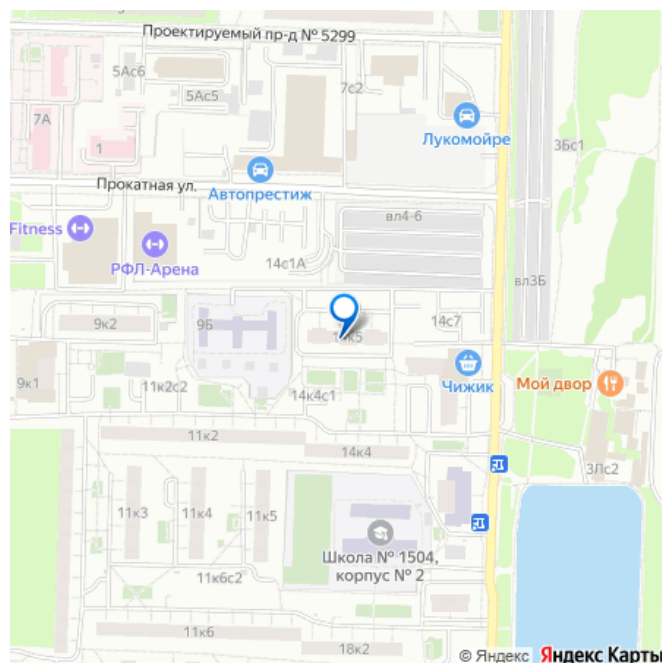 Проектируемый пр-д № 5299
5Ас6
5Ас5
7с2
7А
1
Лукоморье
3Бс1
Прокатная ул.
Автопрестиж
вл4-6
Fitness
РФЛ-Арена
14с1А
вл3Б
9к2
9Б
14к5
14с7
9к1
11к2с2
14к4с1
Чижик
Мой двор
11к2
14к4
3Лс2
11к3
11к4
11к5
Школа № 1504,
корпус № 2
11к6с2
11к6
18к2
© Яндекс Яндекс Карты